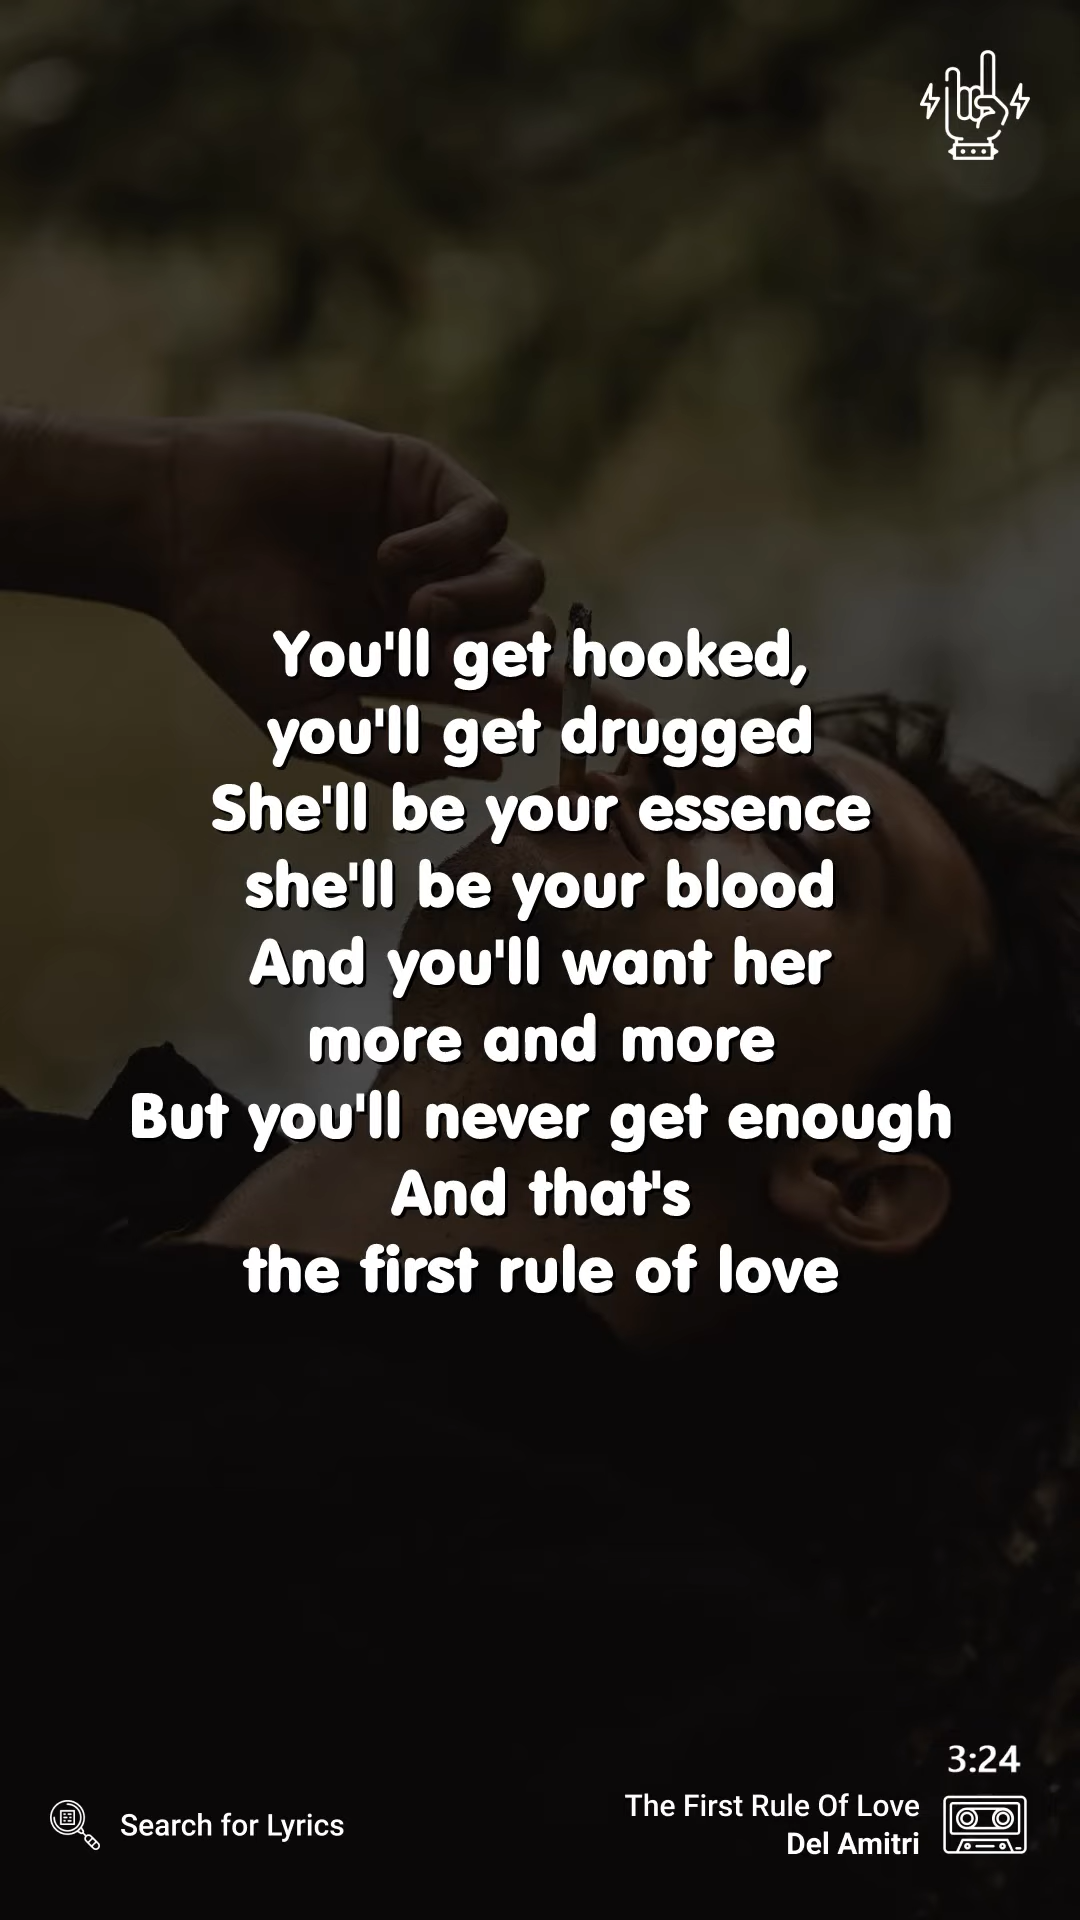 You'll get hooked,
you'll get drugged
She'll be your essence
she'll be your blood
And you'll want her
more and more
But you'll never get enough
And that's
the first rule of love
3:24
Search for Lyrics
The First Rule Of Love
Del Amitri